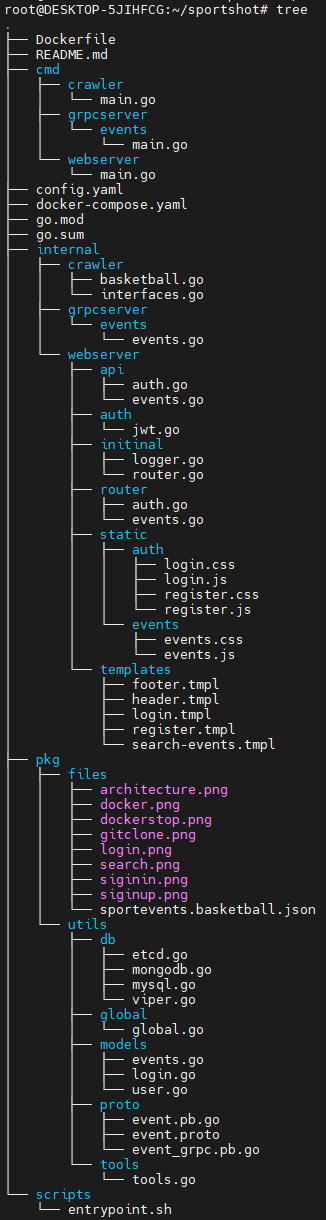 root@DESKTOP-5JIHFCG:~/sportshot# tree
.
├── Dockerfile
├── README.md
├── cmd
│   ├── crawler
│   │   └── main.go
│   ├── grpcserver
│   │   └── events
│   │       └── main.go
│   └── webserver
│       └── main.go
├── config.yaml
├── docker-compose.yaml
├── go.mod
├── go.sum
├── internal
│   ├── crawler
│   │   ├── basketball.go
│   │   └── interfaces.go
│   ├── grpcserver
│   │   └── events
│   │       └── events.go
│   └── webserver
│       ├── api
│       │   ├── auth.go
│       │   └── events.go
│       ├── auth
│       │   └── jwt.go
│       ├── initinal
│       │   ├── logger.go
│       │   └── router.go
│       ├── router
│       │   ├── auth.go
│       │   └── events.go
│       ├── static
│       │   ├── auth
│       │   │   ├── login.css
│       │   │   ├── login.js
│       │   │   ├── register.css
│       │   │   └── register.js
│       │   └── events
│       │       ├── events.css
│       │       └── events.js
│       └── templates
│           ├── footer.tmpl
│           ├── header.tmpl
│           ├── login.tmpl
│           ├── register.tmpl
│           └── search-events.tmpl
├── pkg
│   ├── files
│   │   ├── architecture.png
│   │   ├── docker.png
│   │   ├── dockerstop.png
│   │   ├── gitclone.png
│   │   ├── login.png
│   │   ├── search.png
│   │   ├── siginin.png
│   │   ├── siginup.png
│   │   └── sportevents.basketball.json
│   └── utils
│       ├── db
│       │   ├── etcd.go
│       │   ├── mongodb.go
│       │   ├── mysql.go
│       │   └── viper.go
│       ├── global
│       │   └── global.go
│       ├── models
│       │   ├── events.go
│       │   ├── login.go
│       │   └── user.go
│       ├── proto
│       │   ├── event.pb.go
│       │   ├── event.proto
│       │   └── event_grpc.pb.go
│       └── tools
│           └── tools.go
└── scripts
    └── entrypoint.sh